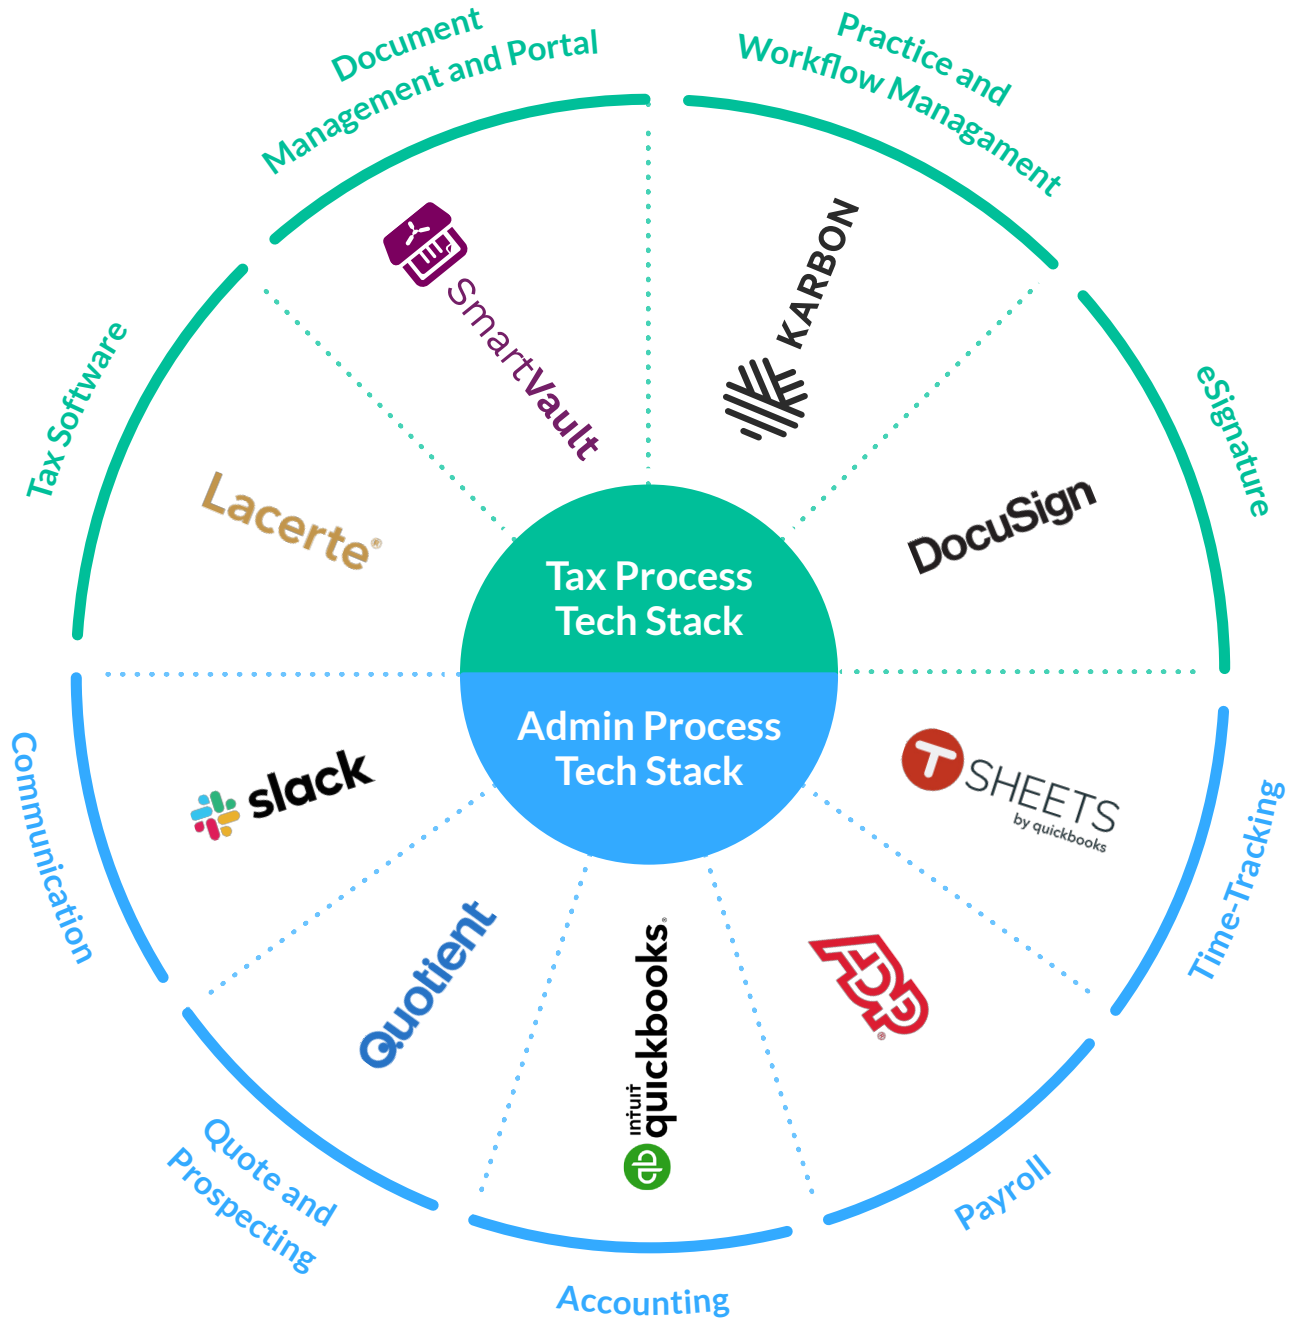 Document
Management and Portal
Practice and
Workflow Managament
Tax Software
eSignature
SmartVault
KARBON
Lacerte®
DocuSign
Tax Process
Tech Stack
Admin Process
Tech Stack
slack
T SHEETS
by quickbooks
Quotient
ıntuıt
quickbooks®
qb
ADP®
Communication
Time-Tracking
Quote and
Prospecting
Accounting
Payroll